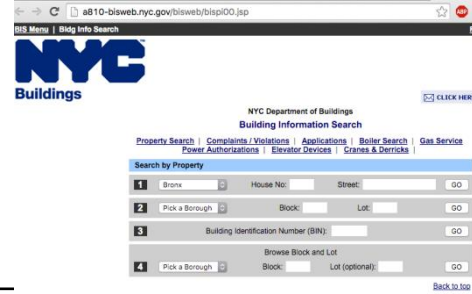 a810-bisweb.nyc.gov/bisweb/bispi00.jsp
ABP
BIS Menu | Bldg Info Search
NYC
Buildings
CLICK HER
NYC Department of Buildings
Building Information Search
Property Search | Complaints / Violations | Applications | Boiler Search | Gas Service
Power Authorizations | Elevator Devices | Cranes & Derricks |
Search by Property
1 Bronx House No: Street: GO
2 Pick a Borough Block: Lot: GO
3 Building Identification Number (BIN): GO
Browse Block and Lot
4 Pick a Borough Block: Lot (optional): GO
Back to top